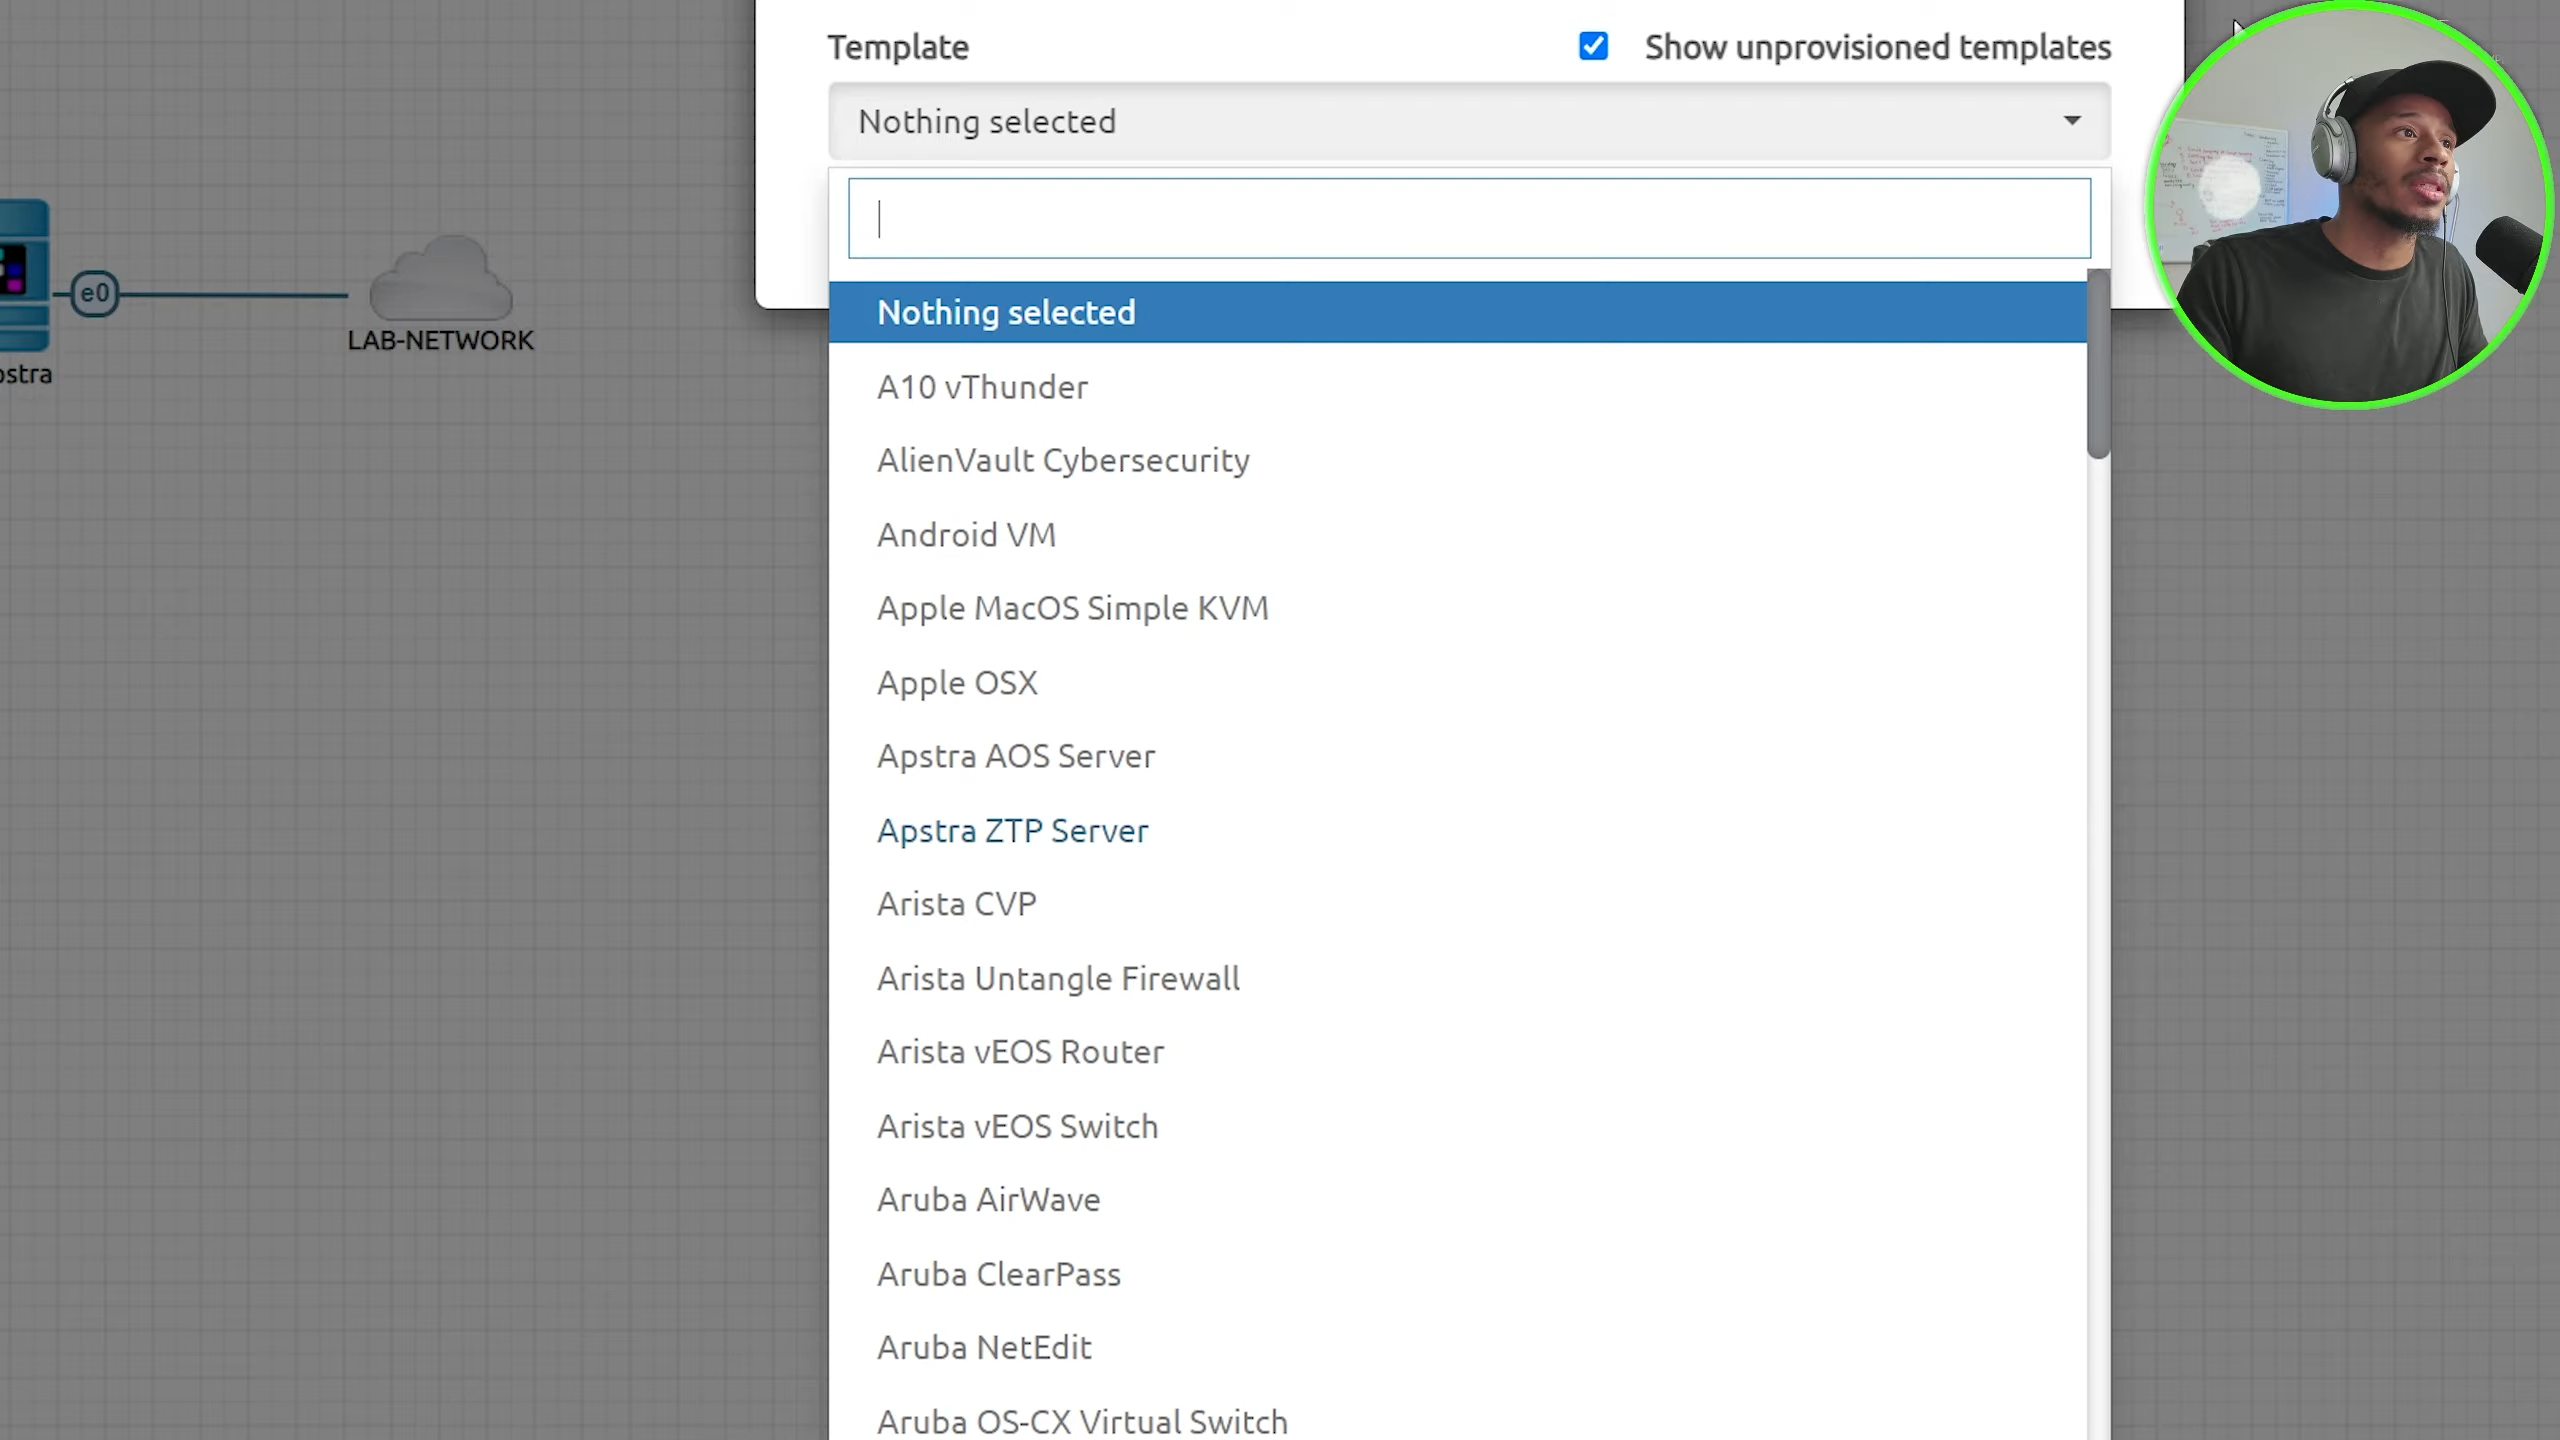 Template
Show unprovisioned templates
Nothing selected
Nothing selected
A10 vThunder
AlienVault Cybersecurity
Android VM
Apple MacOS Simple KVM
Apple OSX
Apstra AOS Server
Apstra ZTP Server
Arista CVP
Arista Untangle Firewall
Arista vEOS Router
Arista vEOS Switch
Aruba AirWave
Aruba ClearPass
Aruba NetEdit
Aruba OS-CX Virtual Switch
e0
LAB-NETWORK
ostra